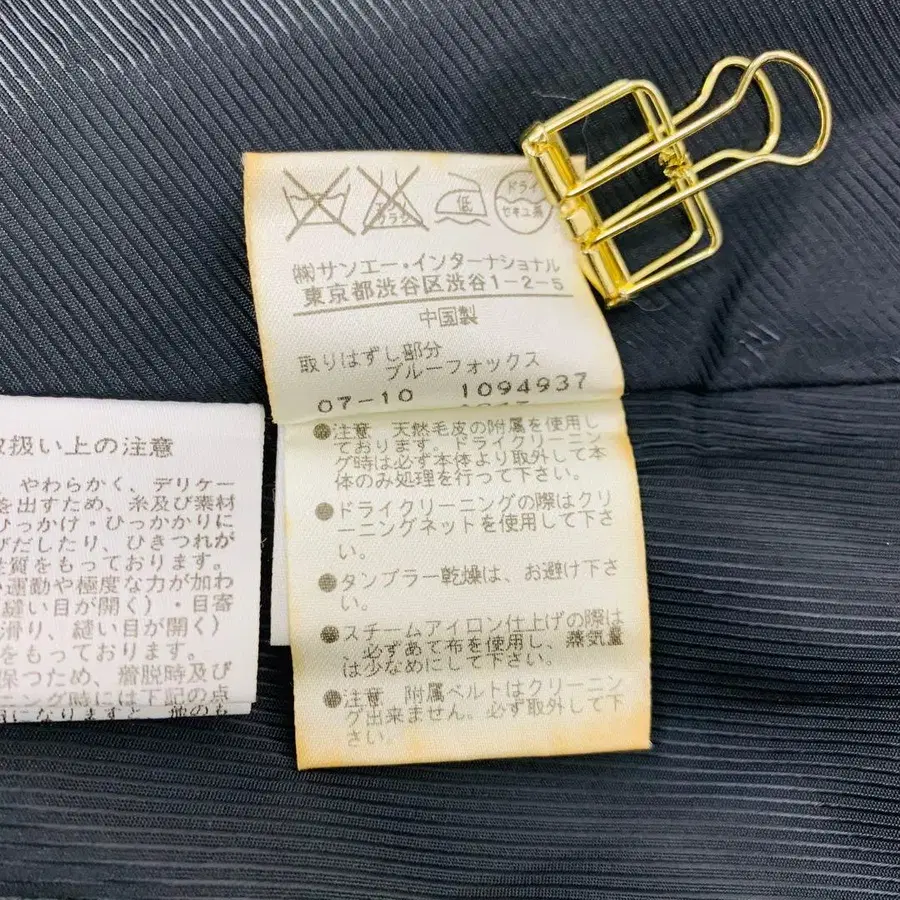 低
ドライ
セキユ系
㈱サンエー・インターナショナル
東京都渋谷区渋谷1-2-5
中国製
取りはずし部分
ブルーフォックス
07-10 1094937
●注意 天然毛皮の附属を使用し
ております。ドライクリーニン
グ時は必ず本体より取外して本
体のみ処理を行って下さい。
●ドライクリーニングの際はクリ
ーニングネットを使用して下さ
い。
●タンブラー乾燥は、お避け下さ
い。
●スチームアイロン仕上げの際は
必ずあて布を使用し、蒸気量
は少なめにして下さい。
●注意 附属ベルトはクリーニン
グ出来ません。必ず取外して下
さい。
取扱い上の注意
、やわらかく、デリケー
を出すため、糸及び素材
ひっかけ・ひっかかりに
びだしたり、ひきつれが
性質をもっております。
運動や極度な力が加わ
(縫い目が開く)・目寄
滑り、縫い目が開く)
をもっております。
保つため、着脱時及び
ニング時には下記の点